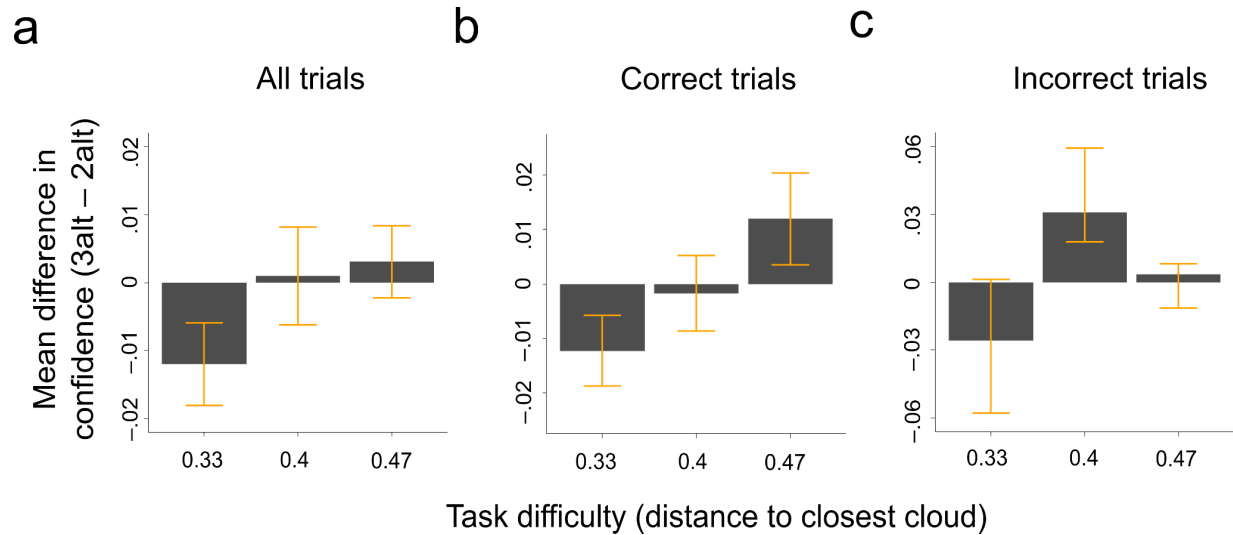 a
b
c
All trials
Correct trials
Incorrect trials
Mean difference in
confidence (3alt – 2alt)
.02
.01
0
−.01
−.02
0.33
0.4
0.47
.02
.01
0
−.01
−.02
0.33
0.4
0.47
.06
.03
0
−.03
−.06
0.33
0.4
0.47
Task difficulty (distance to closest cloud)